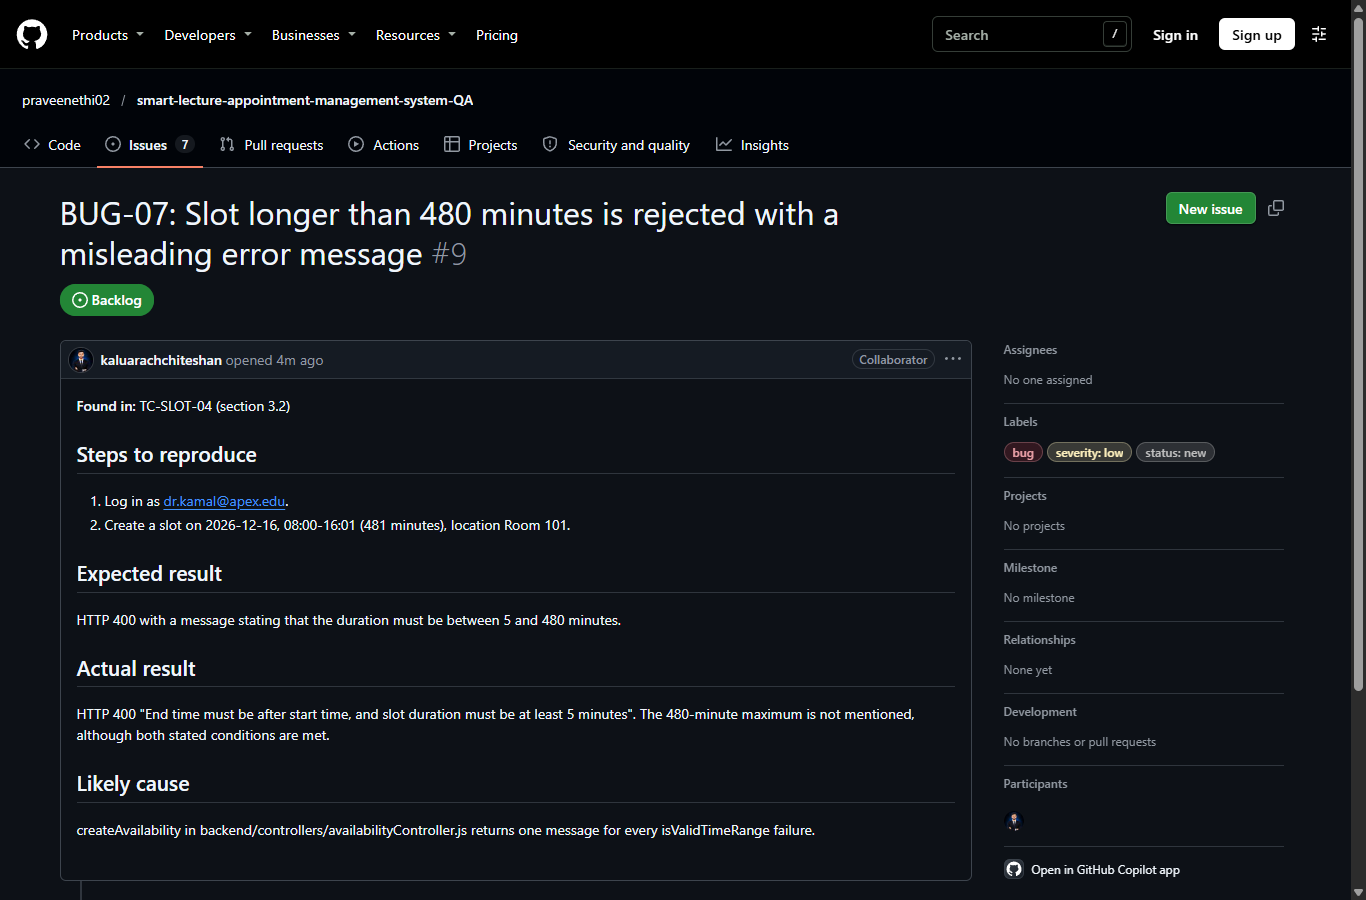 Products
Developers
Businesses
Resources
Pricing
Search
/
Sign in
Sign up
praveenethi02 / smart-lecture-appointment-management-system-QA
Code
Issues 7
Pull requests
Actions
Projects
Security and quality
Insights
BUG-07: Slot longer than 480 minutes is rejected with a
misleading error message #9
New issue
Backlog
kaluarachchiteshan opened 4m ago
Collaborator
Found in: TC-SLOT-04 (section 3.2)
Steps to reproduce
1. Log in as dr.kamal@apex.edu.
2. Create a slot on 2026-12-16, 08:00-16:01 (481 minutes), location Room 101.
Expected result
HTTP 400 with a message stating that the duration must be between 5 and 480 minutes.
Actual result
HTTP 400 "End time must be after start time, and slot duration must be at least 5 minutes". The 480-minute maximum is not mentioned,
although both stated conditions are met.
Likely cause
createAvailability in backend/controllers/availabilityController.js returns one message for every isValidTimeRange failure.
Assignees
No one assigned
Labels
bug
severity: low
status: new
Projects
No projects
Milestone
No milestone
Relationships
None yet
Development
No branches or pull requests
Participants
Open in GitHub Copilot app